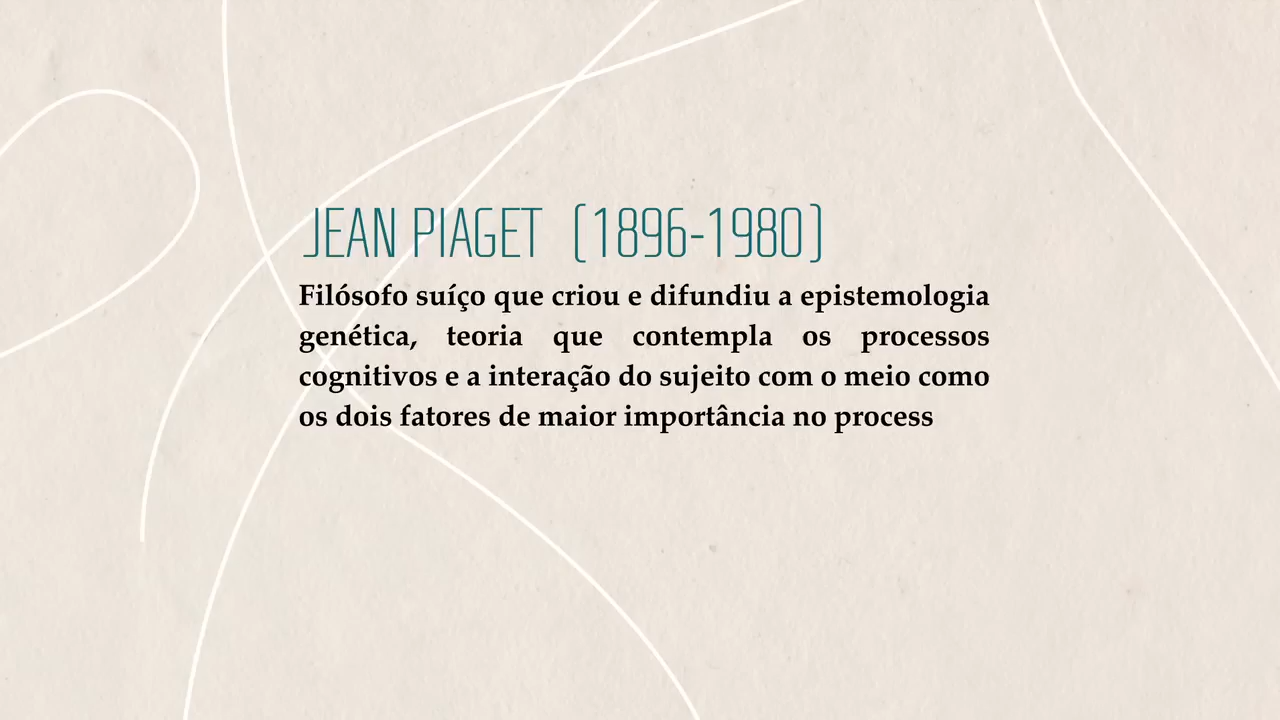 JEAN PIAGET (1896-1980)
Filósofo suíço que criou e difundiu a epistemologia
genética, teoria que contempla os processos
cognitivos e a interação do sujeito com o meio como
os dois fatores de maior importância no process